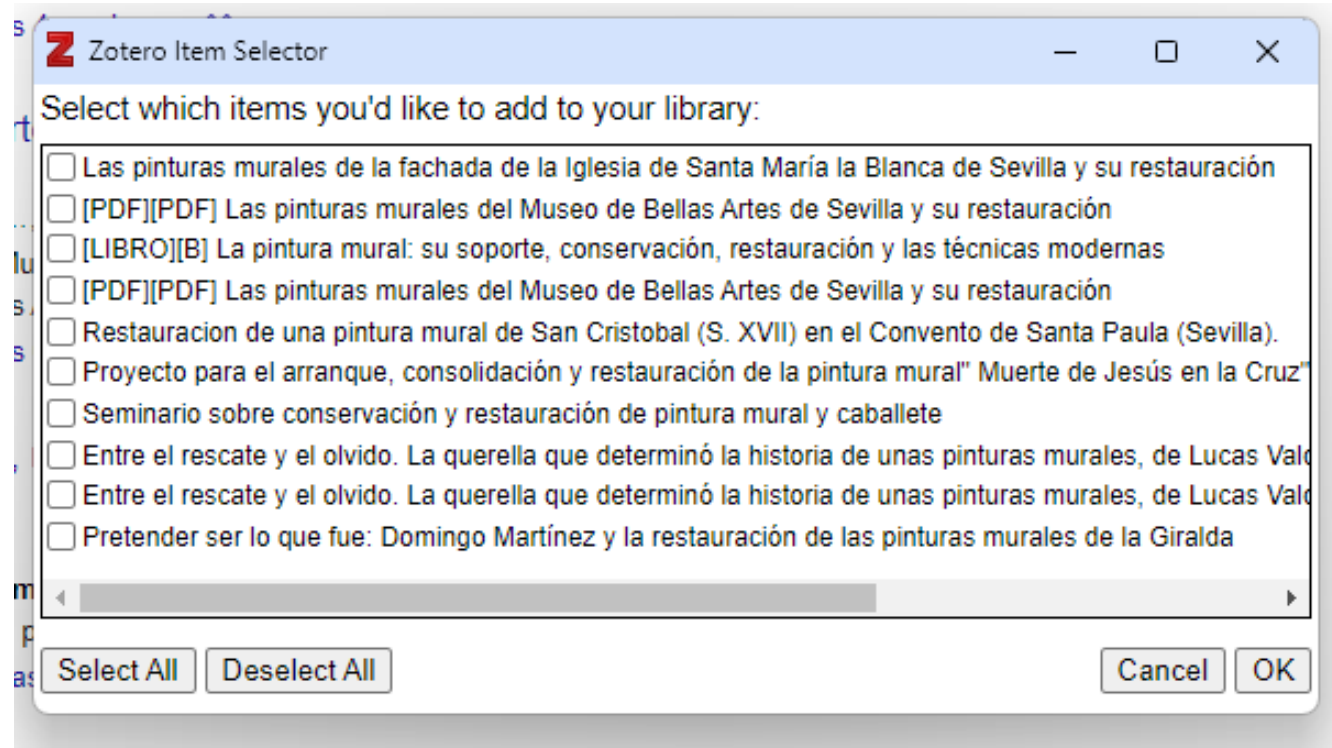 Zotero Item Selector
Select which items you'd like to add to your library:
Las pinturas murales de la fachada de la Iglesia de Santa María la Blanca de Sevilla y su restauración
[PDF][PDF] Las pinturas murales del Museo de Bellas Artes de Sevilla y su restauración
[LIBRO][B] La pintura mural: su soporte, conservación, restauración y las técnicas modernas
[PDF][PDF] Las pinturas murales del Museo de Bellas Artes de Sevilla y su restauración
Restauracion de una pintura mural de San Cristobal (S. XVII) en el Convento de Santa Paula (Sevilla).
Proyecto para el arranque, consolidación y restauración de la pintura mural" Muerte de Jesús en la Cruz"
Seminario sobre conservación y restauración de pintura mural y caballete
Entre el rescate y el olvido. La querella que determinó la historia de unas pinturas murales, de Lucas
Entre el rescate y el olvido. La querella que determinó la historia de unas pinturas murales, de Lucas
Pretender ser lo que fue: Domingo Martínez y la restauración de las pinturas murales de la Giralda
Select All Deselect All Cancel OK